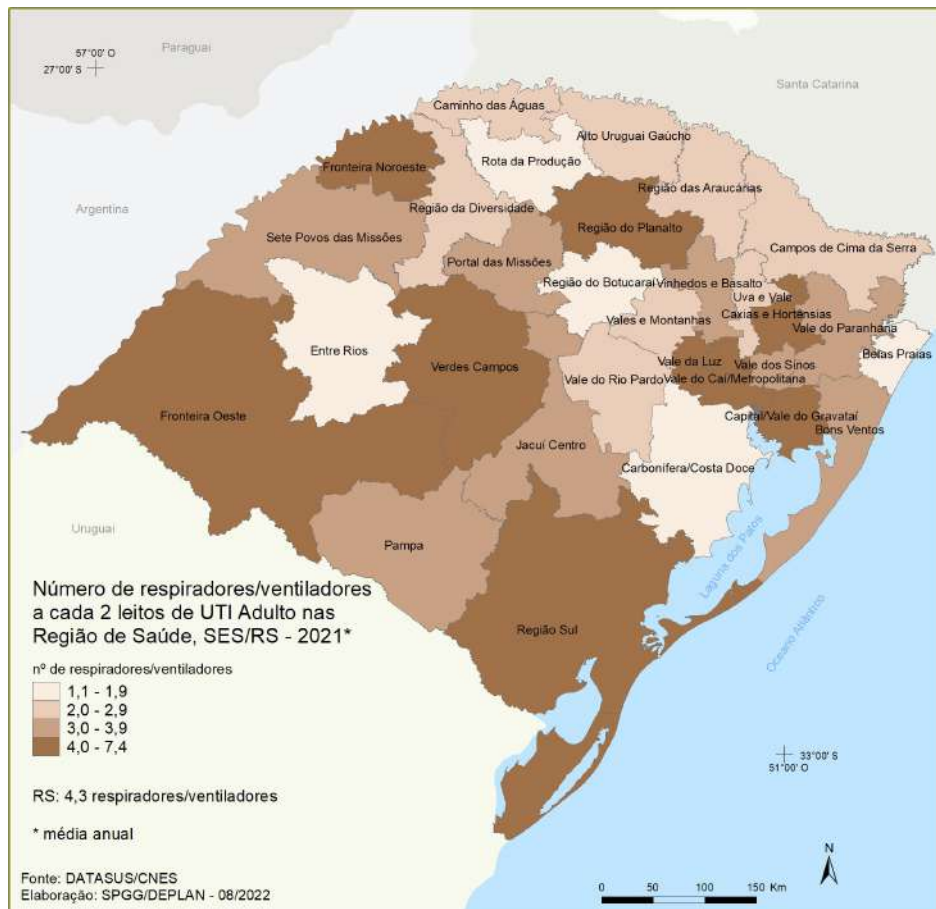 57°00' O
27°00' S
Paraguai
Santa Catarina
Argentina
Uruguai
Caminho das Águas
Alto Uruguai Gaúcho
Rota da Produção
Fronteira Noroeste
Região das Araucárias
Região da Diversidade
Região do Planalto
Sete Povos das Missões
Campos de Cima da Serra
Portal das Missões
Região do Botucaraí
Vinhedos e Basalto
Uva e Vale
Caxias e Hortênsias
Vales e Montanhas
Vale do Paranhana
Entre Rios
Belas Praias
Verdes Campos
Vale da Luz
Vale dos Sinos
Vale do Rio Pardo
Vale do Caí/Metropolitana
Fronteira Oeste
Capital/Vale do Gravataí
Bons Ventos
Jacuí Centro
Carbonífera/Costa Doce
Pampa
Laguna dos Patos
Região Sul
Oceano Atlântico
Número de respiradores/ventiladores
a cada 2 leitos de UTI Adulto nas
Região de Saúde, SES/RS - 2021*
nº de respiradores/ventiladores
1,1 - 1,9
2,0 - 2,9
3,0 - 3,9
4,0 - 7,4
RS: 4,3 respiradores/ventiladores
* média anual
33°00' S
51°00' O
Fonte: DATASUS/CNES
Elaboração: SPGG/DEPLAN - 08/2022
N
0 50 100 150 Km